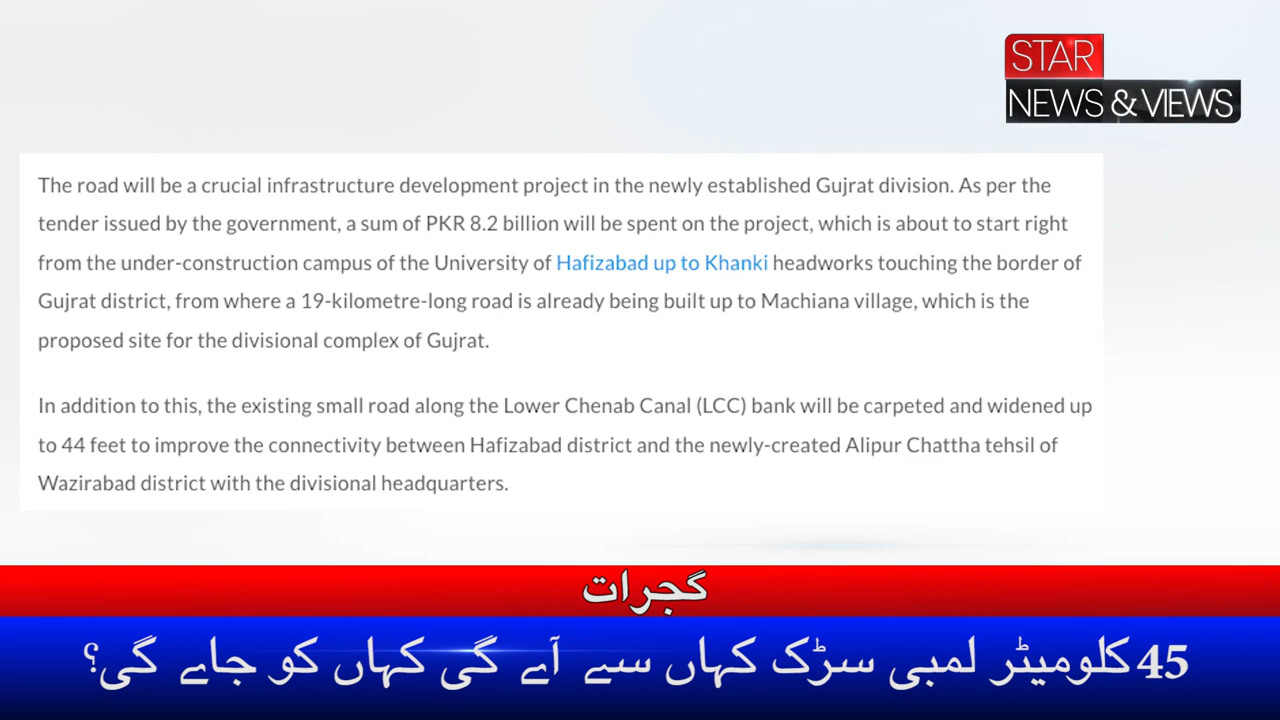 STAR
NEWS & VIEWS
The road will be a crucial infrastructure development project in the newly established Gujrat division. As per the
tender issued by the government, a sum of PKR 8.2 billion will be spent on the project, which is about to start right
from the under-construction campus of the University of Hafizabad up to Khanki headworks touching the border of
Gujrat district, from where a 19-kilometre-long road is already being built up to Machiana village, which is the
proposed site for the divisional complex of Gujrat.
In addition to this, the existing small road along the Lower Chenab Canal (LCC) bank will be carpeted and widened up
to 44 feet to improve the connectivity between Hafizabad district and the newly-created Alipur Chattha tehsil of
Wazirabad district with the divisional headquarters.
گجرات
45 کلومیٹر لمبی سڑک کہاں سے آے گی کہاں کو جاے گی؟